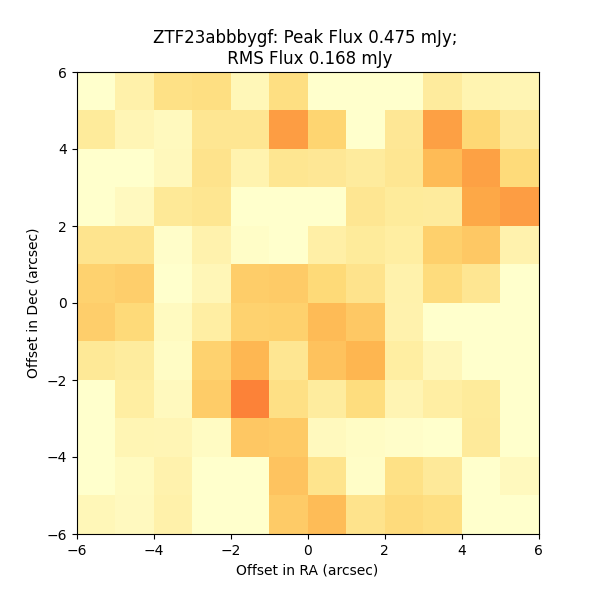 ZTF23abbbygf: Peak Flux 0.475 mJy;
RMS Flux 0.168 mJy
6
4
2
0
−2
−4
−6
Offset in Dec (arcsec)
−6 −4 −2 0 2 4 6
Offset in RA (arcsec)